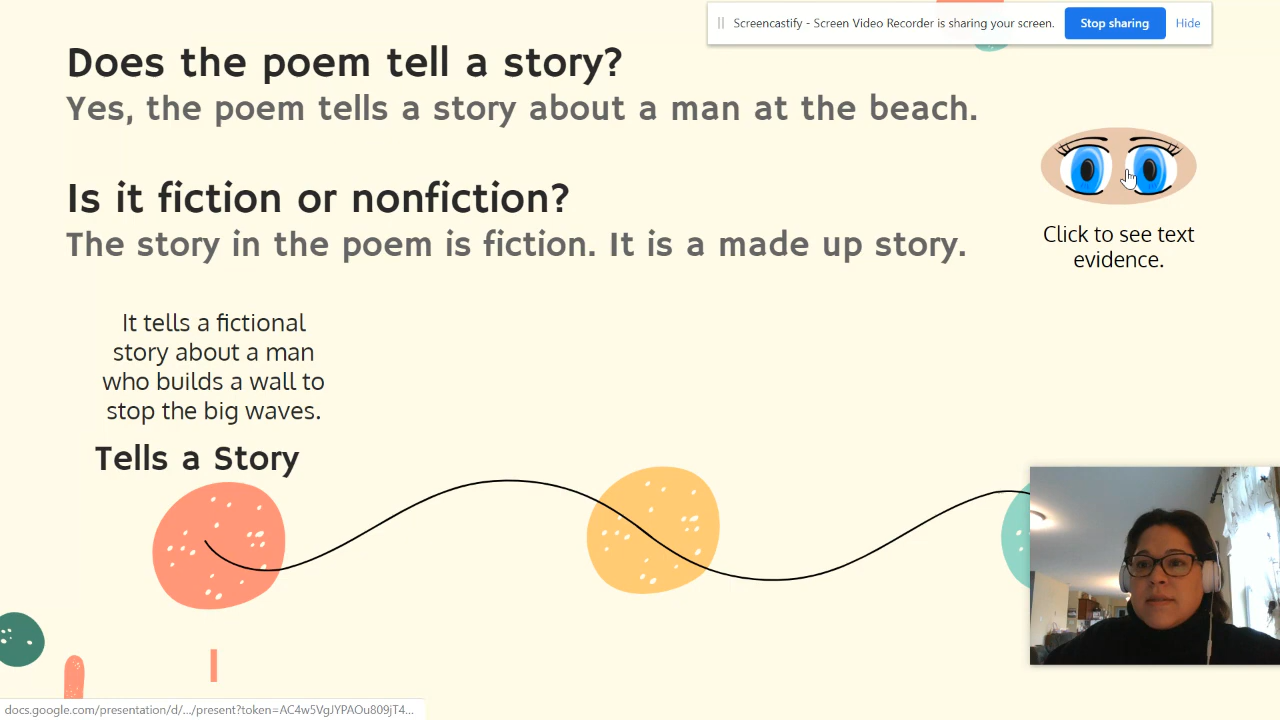 Screencastify - Screen Video Recorder is sharing your screen.
Stop sharing
Hide
Does the poem tell a story?
Yes, the poem tells a story about a man at the beach.
Is it fiction or nonfiction?
The story in the poem is fiction. It is a made up story.
Click to see text
evidence.
It tells a fictional
story about a man
who builds a wall to
stop the big waves.
Tells a Story
docs.google.com/presentation/d/.../present?token=AC4w5VgJYPAOu809jT4...